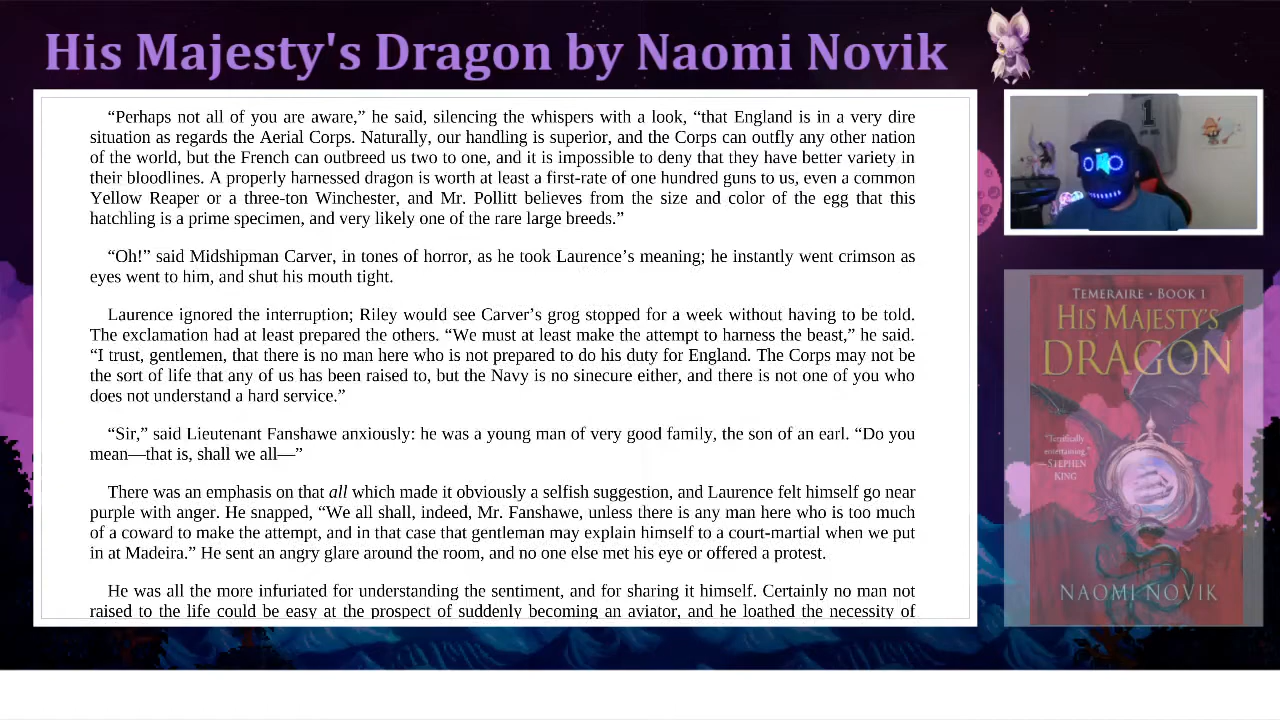 His Majesty's Dragon by Naomi Novik
“Perhaps not all of you are aware,” he said, silencing the whispers with a look, “that England is in a very dire
situation as regards the Aerial Corps. Naturally, our handling is superior, and the Corps can outfly any other nation
of the world, but the French can outbreed us two to one, and it is impossible to deny that they have better variety in
their bloodlines. A properly harnessed dragon is worth at least a first-rate of one hundred guns to us, even a common
Yellow Reaper or a three-ton Winchester, and Mr. Pollitt believes from the size and color of the egg that this
hatchling is a prime specimen, and very likely one of the rare large breeds.”
“Oh!” said Midshipman Carver, in tones of horror, as he took Laurence’s meaning; he instantly went crimson as
eyes went to him, and shut his mouth tight.
Laurence ignored the interruption; Riley would see Carver’s grog stopped for a week without having to be told.
The exclamation had at least prepared the others. “We must at least make the attempt to harness the beast,” he said.
“I trust, gentlemen, that there is no man here who is not prepared to do his duty for England. The Corps may not be
the sort of life that any of us has been raised to, but the Navy is no sinecure either, and there is not one of you who
does not understand a hard service.”
“Sir,” said Lieutenant Fanshawe anxiously: he was a young man of very good family, the son of an earl. “Do you
mean—that is, shall we all—”
There was an emphasis on that all which made it obviously a selfish suggestion, and Laurence felt himself go near
purple with anger. He snapped, “We all shall, indeed, Mr. Fanshawe, unless there is any man here who is too much
of a coward to make the attempt, and in that case that gentleman may explain himself to a court-martial when we put
in at Madeira.” He sent an angry glare around the room, and no one else met his eye or offered a protest.
He was all the more infuriated for understanding the sentiment, and for sharing it himself. Certainly no man not
raised to the life could be easy at the prospect of suddenly becoming an aviator, and he loathed the necessity of
1
TEMERAIRE · BOOK 1
HIS MAJESTY'S
DRAGON
“Terrifically
entertaining.”
—STEPHEN
KING
NAOMI NOVIK